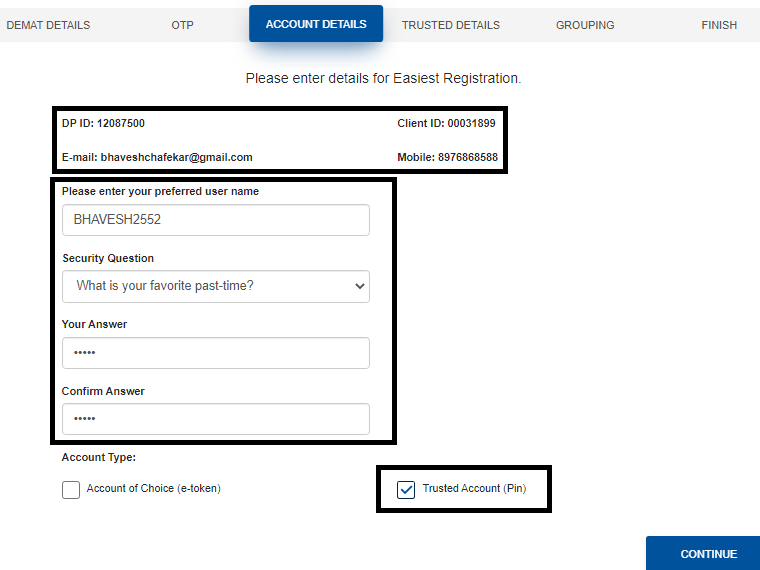 DEMAT DETAILS OTP ACCOUNT DETAILS TRUSTED DETAILS GROUPING FINISH
Please enter details for Easiest Registration.
DP ID: 12087500 Client ID: 00031899
E-mail: bhaveshchafekar@gmail.com Mobile: 8976868588
Please enter your preferred user name
BHAVESH2552
Security Question
What is your favorite past-time?
Your Answer
•••••
Confirm Answer
•••••
Account Type:
Account of Choice (e-token) Trusted Account (Pin)
CONTINUE